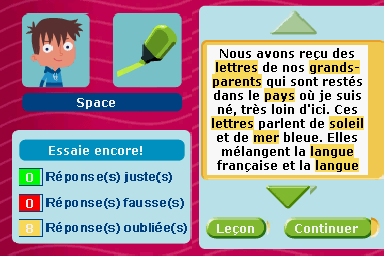 Space
Essaie encore!
0 Réponse(s) juste(s)
0 Réponse(s) fausse(s)
8 Réponse(s) oubliée(s)
Nous avons reçu des
lettres de nos grands-
parents qui sont restés
dans le pays où je suis
né, très loin d'ici. Ces
lettres parlent de soleil
et de mer bleue. Elles
mélangent la langue
française et la langue
Leçon
Continuer